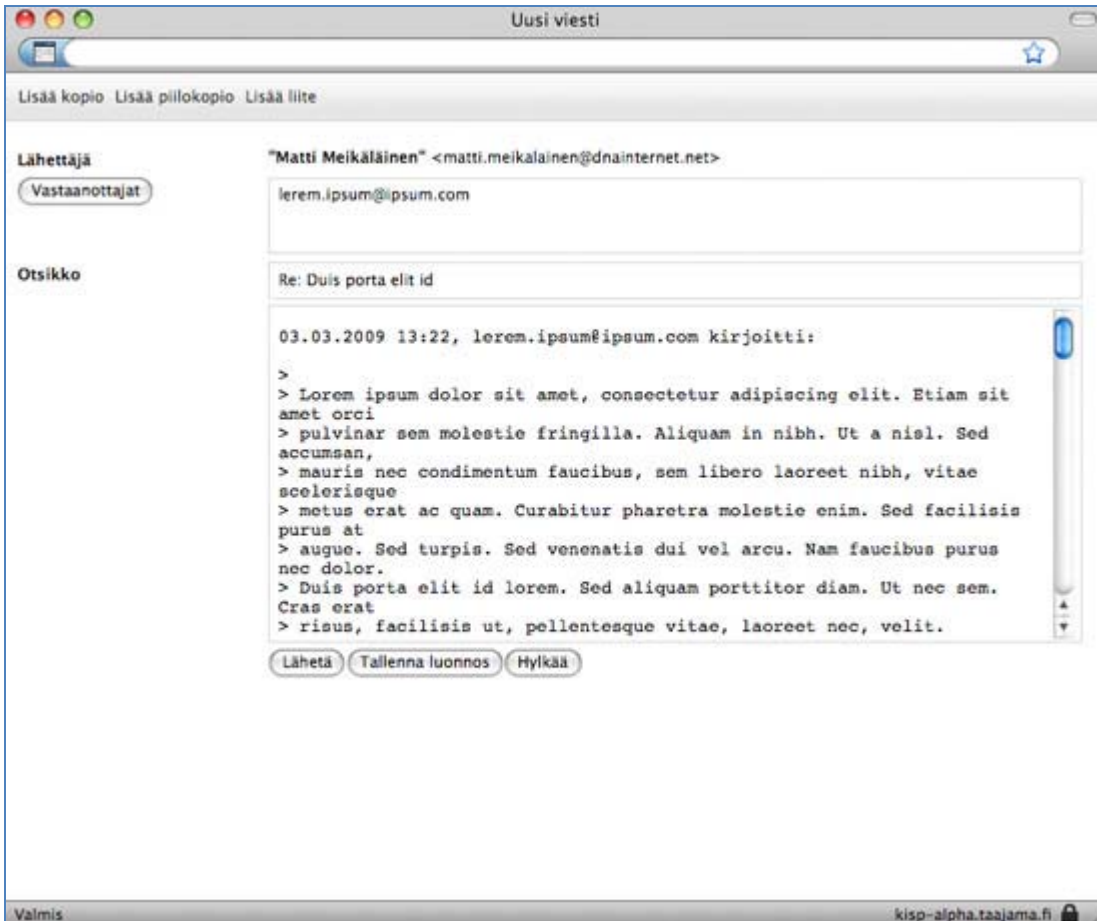 Uusi viesti
Lisää kopio Lisää piilokopio Lisää liite
Lähettäjä
"Matti Meikäläinen" <matti.meikalainen@dnainternet.net>
Vastaanottajat
lerem.ipsum@ipsum.com
Otsikko
Re: Duis porta elit id
03.03.2009 13:22, lerem.ipsum@ipsum.com kirjoitti:
>
> Lorem ipsum dolor sit amet, consectetur adipiscing elit. Etiam sit
amet orci
> pulvinar sem molestie fringilla. Aliquam in nibh. Ut a nisl. Sed
accumsan,
> mauris nec condimentum faucibus, sem libero laoreet nibh, vitae
scelerisque
> metus erat ac quam. Curabitur pharetra molestie enim. Sed facilisis
purus at
> augue. Sed turpis. Sed venenatis dui vel arcu. Nam faucibus purus
nec dolor.
> Duis porta elit id lorem. Sed aliquam porttitor diam. Ut nec sem.
Cras erat
> risus, facilisis ut, pellentesque vitae, laoreet nec, velit.
Lähetä Tallenna luonnos Hylkää
Valmis kisp-alpha.taajama.fi